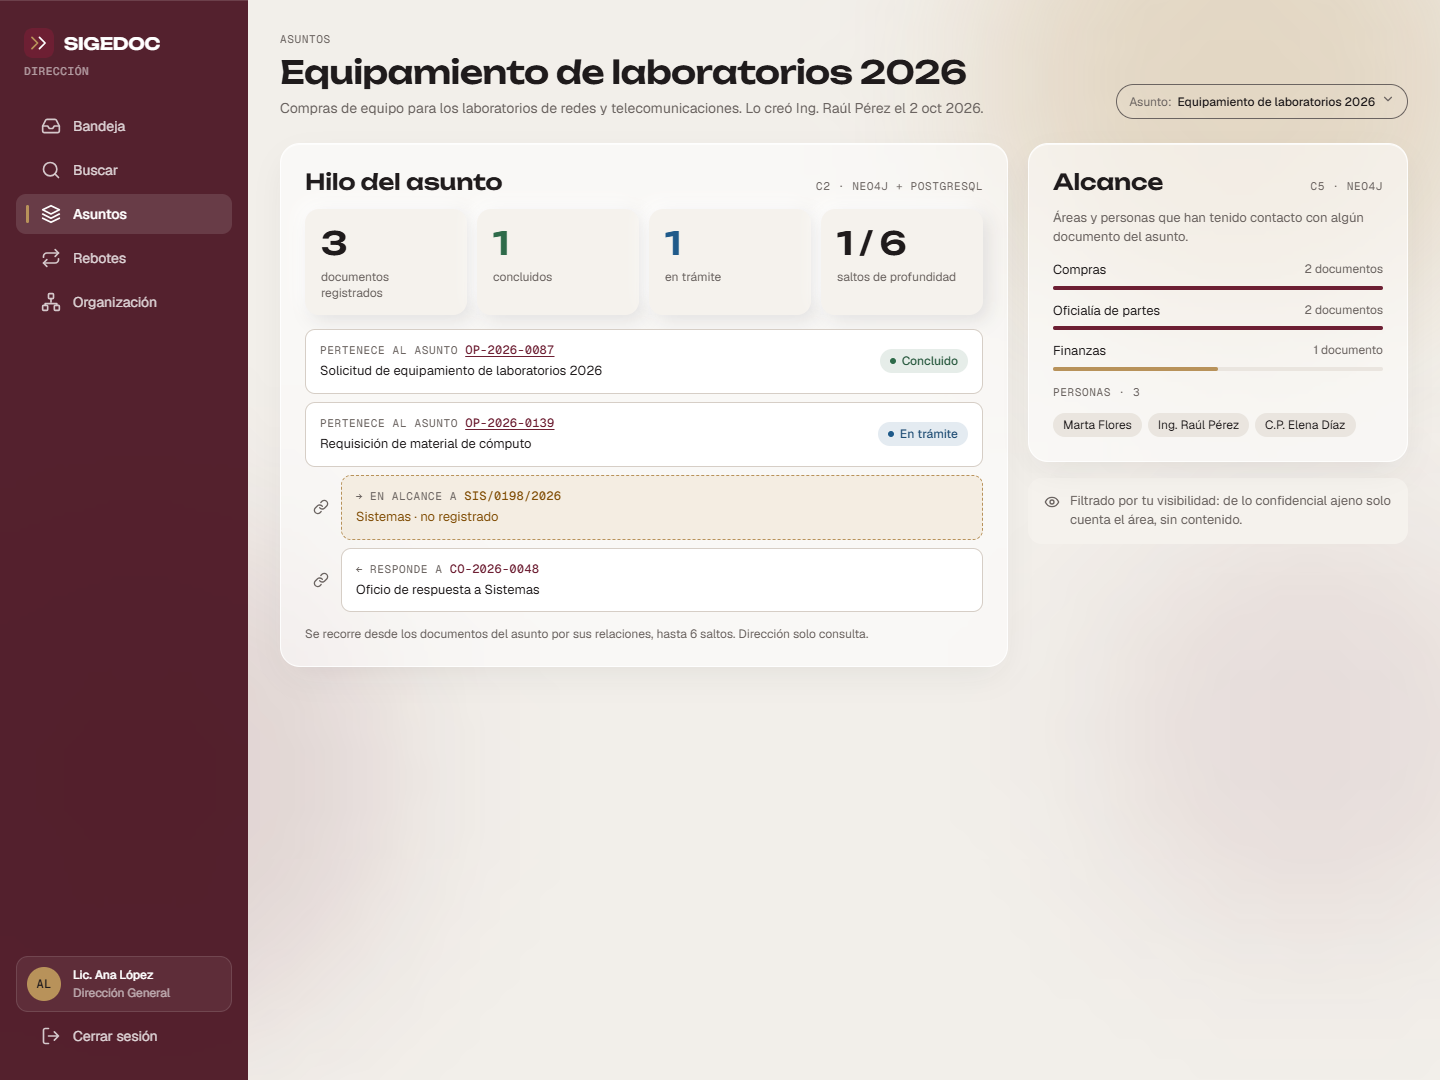 SIGEDOC
DIRECCIÓN
Bandeja
Buscar
Asuntos
Rebotes
Organización
AL
Lic. Ana López
Dirección General
Cerrar sesión
ASUNTOS
Equipamiento de laboratorios 2026
Compras de equipo para los laboratorios de redes y telecomunicaciones. Lo creó Ing. Raúl Pérez el 2 oct 2026.
Asunto: Equipamiento de laboratorios 2026
Hilo del asunto
C2 · NEO4J + POSTGRESQL
3
documentos
registrados
1
concluidos
1
en trámite
1/6
saltos de profundidad
PERTENECE AL ASUNTO OP-2026-0087
Solicitud de equipamiento de laboratorios 2026
Concluido
PERTENECE AL ASUNTO OP-2026-0139
Requisición de material de cómputo
En trámite
→ EN ALCANCE A SIS/0198/2026
Sistemas · no registrado
← RESPONDE A CO-2026-0048
Oficio de respuesta a Sistemas
Se recorre desde los documentos del asunto por sus relaciones, hasta 6 saltos. Dirección solo consulta.
Alcance
C5 · NEO4J
Áreas y personas que han tenido contacto con algún
documento del asunto.
Compras 2 documentos
Oficialía de partes 2 documentos
Finanzas 1 documento
PERSONAS · 3
Marta Flores
Ing. Raúl Pérez
C.P. Elena Díaz
Filtrado por tu visibilidad: de lo confidencial ajeno solo
cuenta el área, sin contenido.